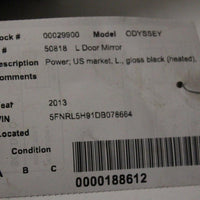 ock # 00029900 Model ODYSSEY
S# 50818 L Door Mirror
escription Power; US market, L., gloss black (heated),
omments
ear 2013
VIN 5FNRL5H91DB078664
Located
Condition
A B C
0000188612